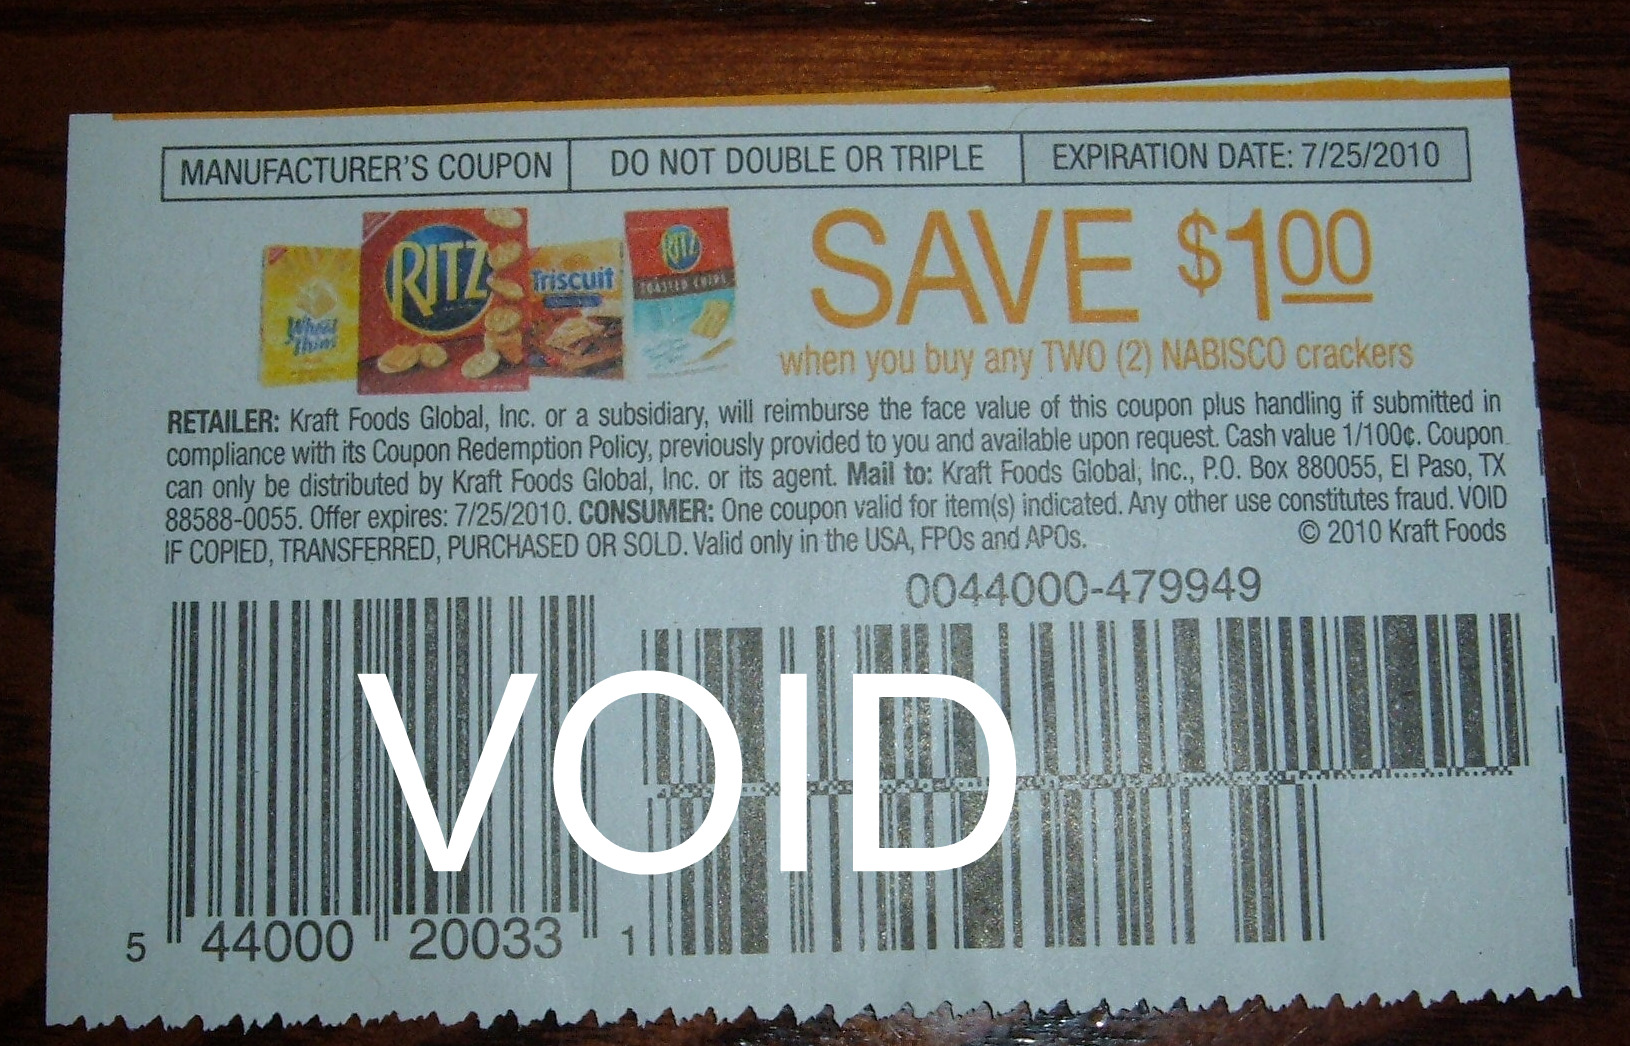 MANUFACTURER'S COUPON
DO NOT DOUBLE OR TRIPLE
EXPIRATION DATE: 7/25/2010
Wheat
Thins
RITZ
Triscuit
RITZ
TOASTED CHIPS
SAVE $1.00
when you buy any TWO (2) NABISCO crackers
RETAILER: Kraft Foods Global, Inc. or a subsidiary, will reimburse the face value of this coupon plus handling if submitted in
compliance with its Coupon Redemption Policy, previously provided to you and available upon request. Cash value 1/100¢. Coupon
can only be distributed by Kraft Foods Global, Inc. or its agent. Mail to: Kraft Foods Global, Inc., P.O. Box 880055, El Paso, TX
88588-0055. Offer expires: 7/25/2010. CONSUMER: One coupon valid for item(s) indicated. Any other use constitutes fraud. VOID
IF COPIED, TRANSFERRED, PURCHASED OR SOLD. Valid only in the USA, FPOs and APOs.
© 2010 Kraft Foods
0044000-479949
VOID
5 44000 20033 1